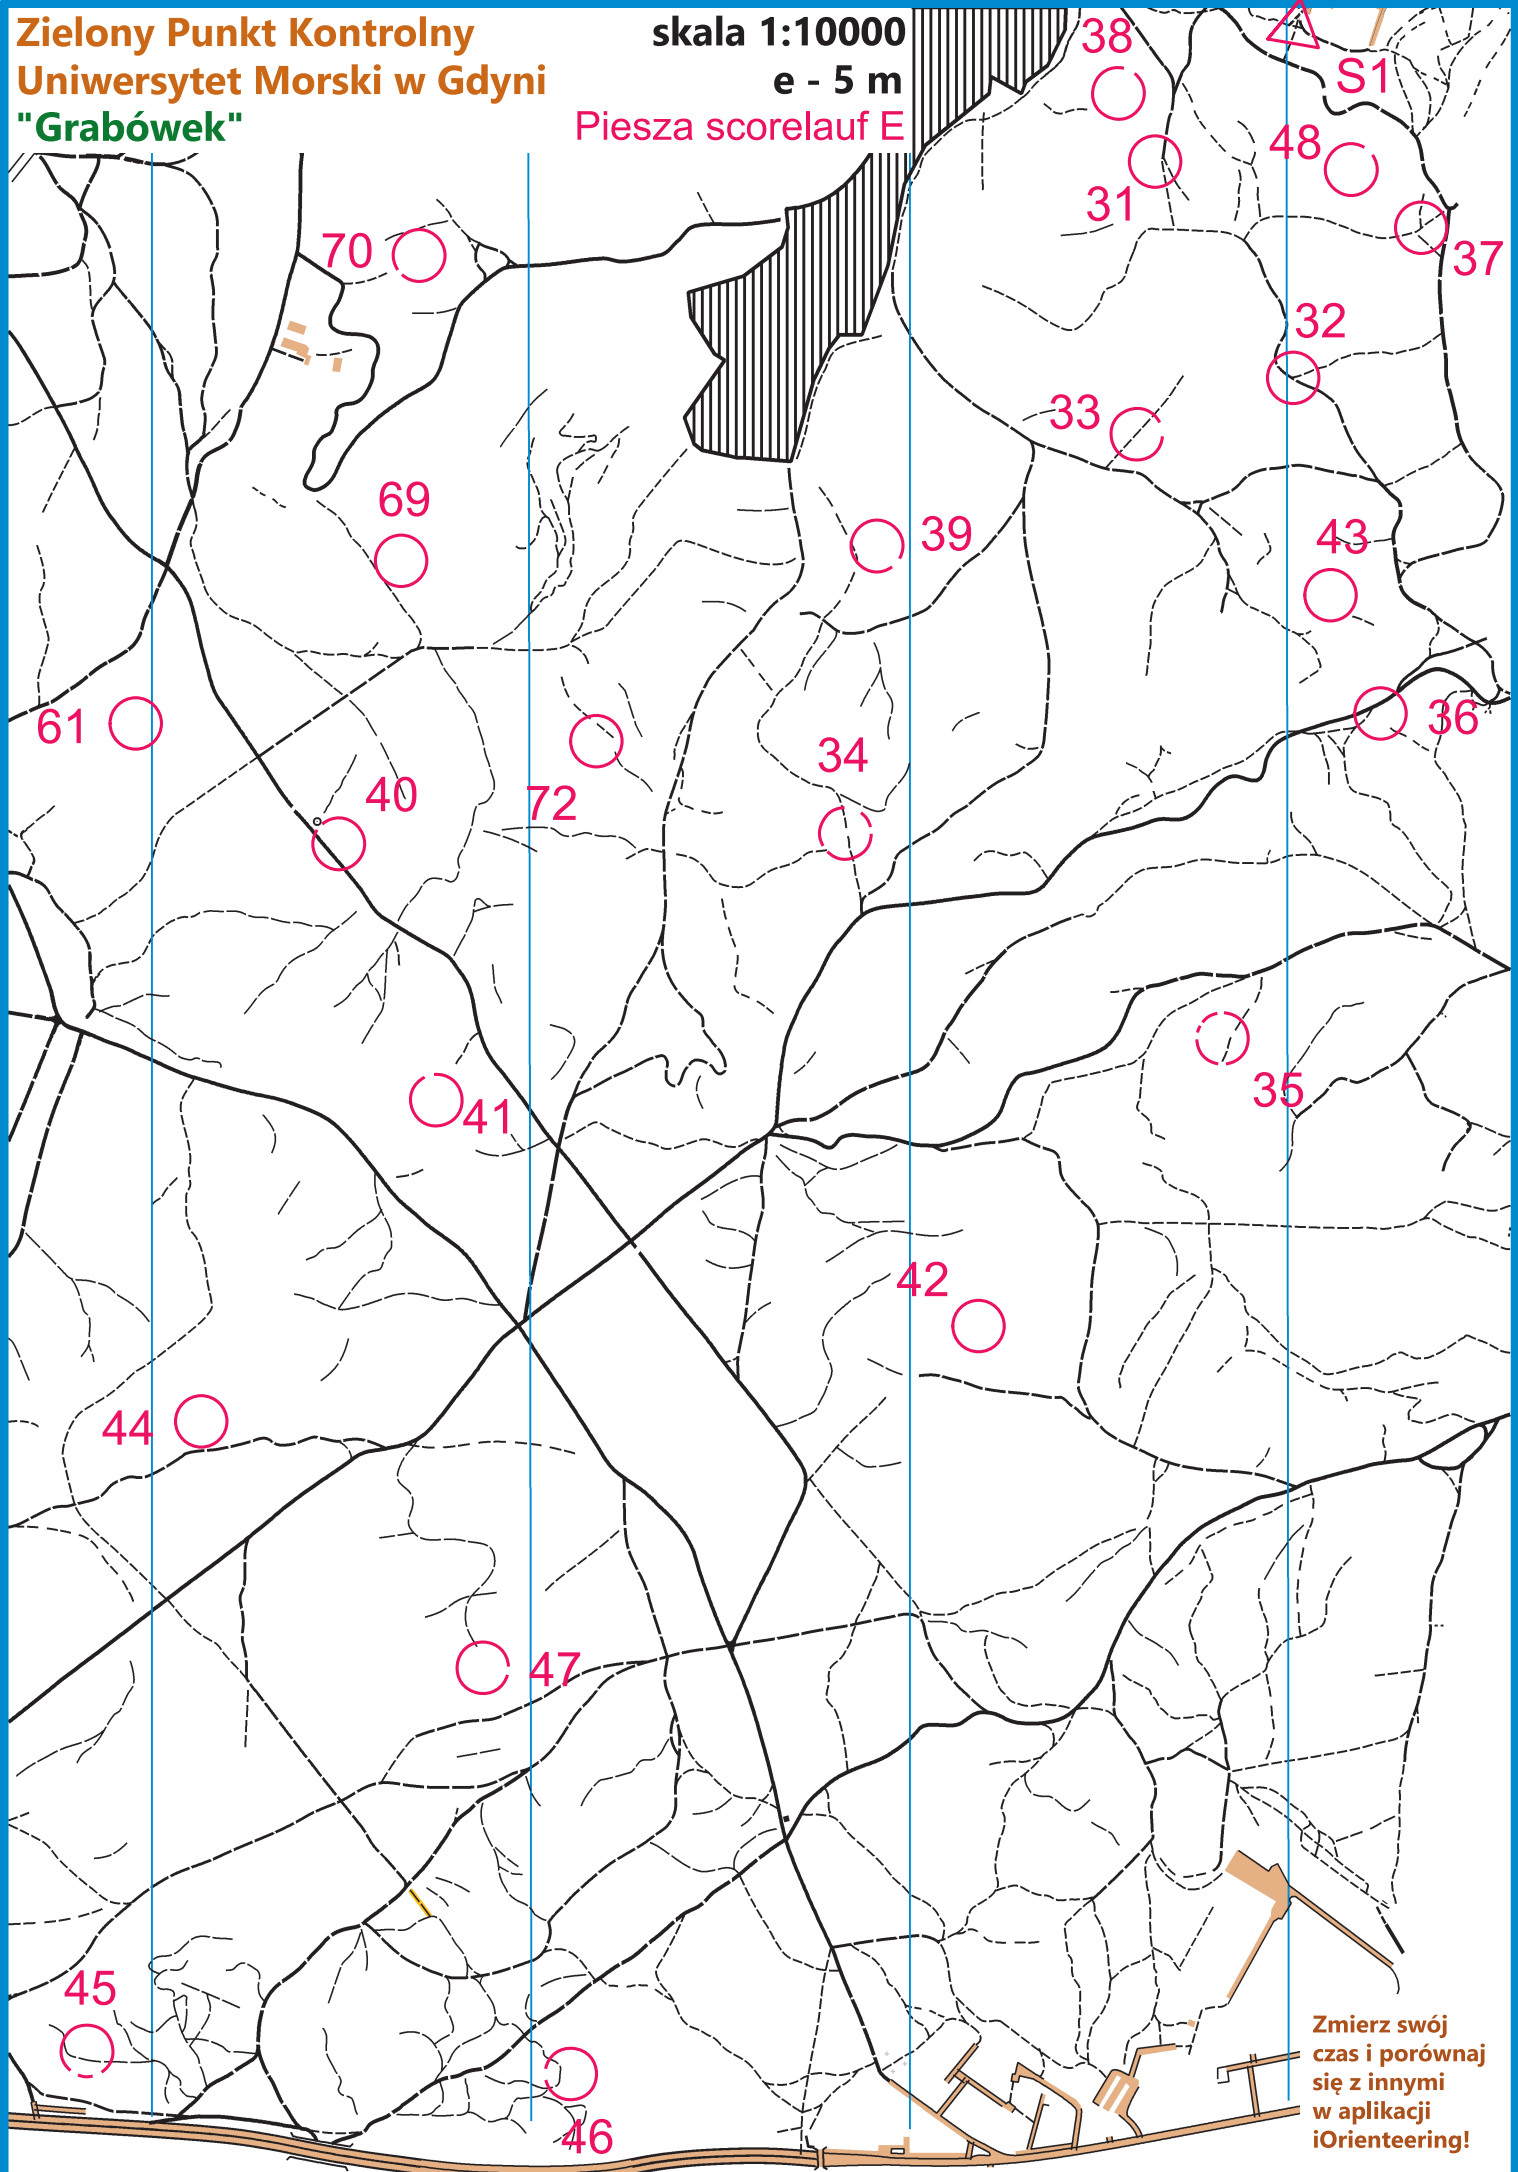 Zielony Punkt Kontrolny
Uniwersytet Morski w Gdyni
"Grabówek"
skala 1:10000
e - 5 m
Piesza scorelauf E
38
S1
48
31
37
70
32
33
69
39
43
61
36
34
40
72
35
41
42
44
47
45
46
Zmierz swój
czas i porównaj
się z innymi
w aplikacji
iOrienteering!